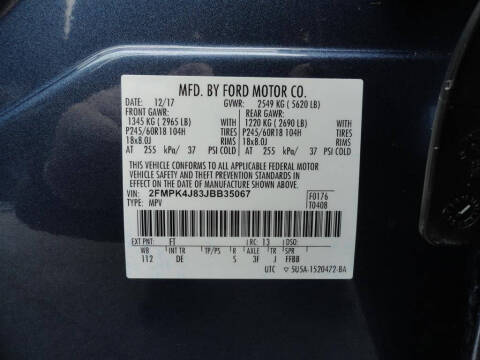 MFD. BY FORD MOTOR CO.
DATE: 12/17 GVWR: 2549 KG ( 5620 LB)
FRONT GAWR: REAR GAWR:
1345 KG ( 2965 LB) WITH 1220 KG ( 2690 LB) WITH
P245/60R18 104H TIRES P245/60R18 104H TIRES
18x8.0J RIMS 18x8.0J RIMS
AT 255 kPa/ 37 PSI COLD AT 255 kPa/ 37 PSI COLD
THIS VEHICLE CONFORMS TO ALL APPLICABLE FEDERAL MOTOR
VEHICLE SAFETY AND THEFT PREVENTION STANDARDS IN
EFFECT ON THE DATE OF MANUFACTURE SHOWN ABOVE.
VIN: 2FMPK4J83JBB35067 F0176
TYPE: MPV T0408
EXT PNT: FT RC: 13 DSO:
WB INT TR TP/PS R AXLE TR SPR
112 DE S 3F J FFBB
UTC ▽ 5U5A-1520472-BA